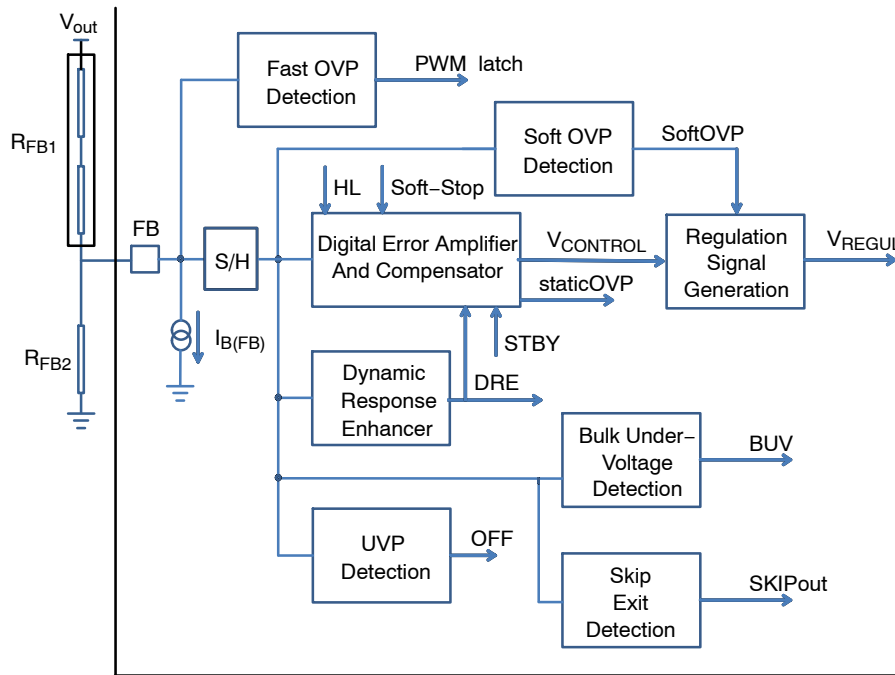 Vout
RFB1
FB
RFB2
Fast OVP
Detection
PWM latch
Soft OVP
Detection
SoftOVP
HL
Soft−Stop
S/H
Digital Error Amplifier
And Compensator
VCONTROL
staticOVP
Regulation
Signal
Generation
VREGUL
IB(FB)
STBY
Dynamic
Response
Enhancer
DRE
Bulk Under−
Voltage
Detection
BUV
UVP
Detection
OFF
Skip
Exit
Detection
SKIPout